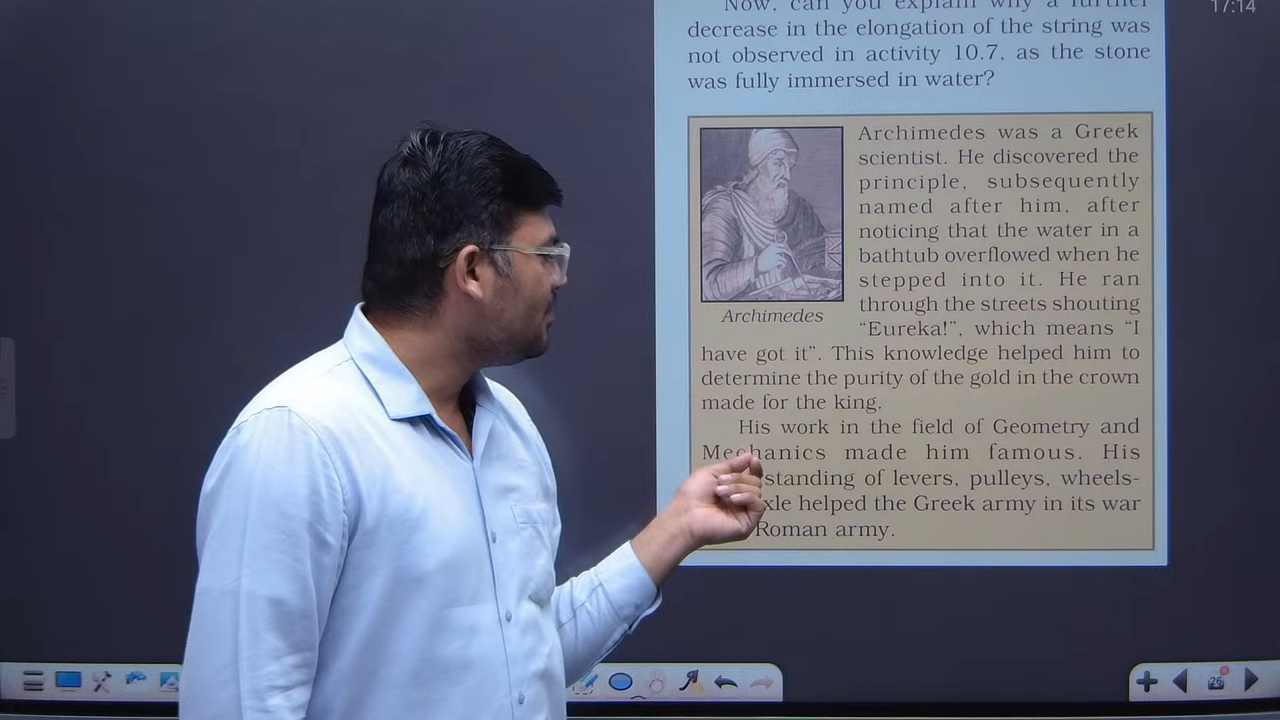 17:14
Now, can you explain why a further
decrease in the elongation of the string was
not observed in activity 10.7, as the stone
was fully immersed in water?
Archimedes was a Greek
scientist. He discovered the
principle, subsequently
named after him, after
noticing that the water in a
bathtub overflowed when he
stepped into it. He ran
through the streets shouting
“Eureka!”, which means “I
have got it”. This knowledge helped him to
determine the purity of the gold in the crown
made for the king.
Archimedes
His work in the field of Geometry and
Mechanics made him famous. His
standing of levers, pulleys, wheels-
xle helped the Greek army in its war
Roman army.
26